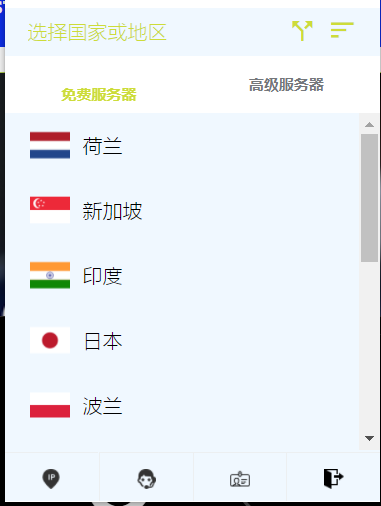 选择国家或地区
免费服务器
高级服务器
荷兰
新加坡
印度
日本
波兰
IP